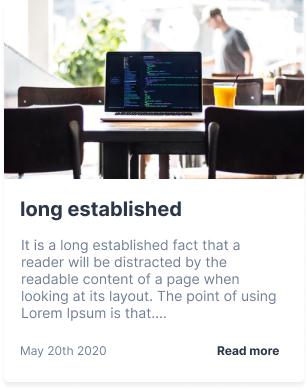 long established
It is a long established fact that a
reader will be distracted by the
readable content of a page when
looking at its layout. The point of using
Lorem Ipsum is that....
May 20th 2020
Read more